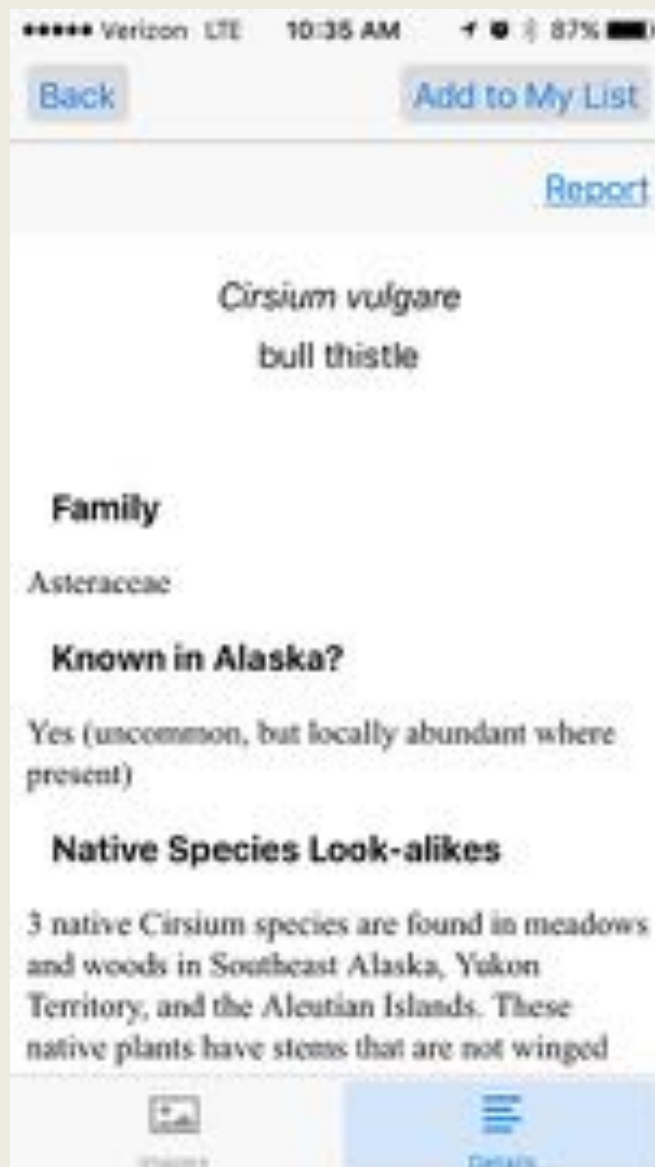 Verizon LTE 10:35 AM 87%
Back Add to My List
Report
Cirsium vulgare
bull thistle
Family
Asteraceae
Known in Alaska?
Yes (uncommon, but locally abundant where
present)
Native Species Look-alikes
3 native Cirsium species are found in meadows
and woods in Southeast Alaska, Yukon
Territory, and the Aleutian Islands. These
native plants have stems that are not winged
Details